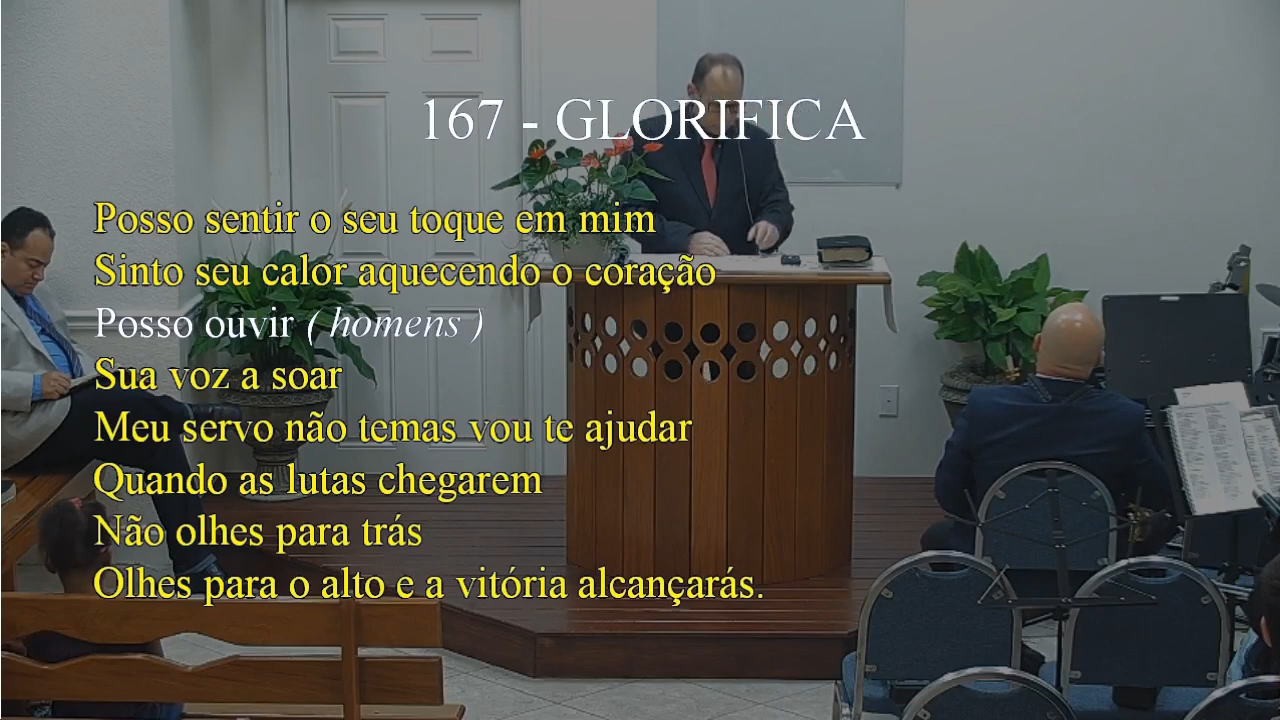 167 - GLORIFICA
Posso sentir o seu toque em mim
Sinto seu calor aquecendo o coração
Posso ouvir ( homens )
Sua voz a soar
Meu servo não temas vou te ajudar
Quando as lutas chegarem
Não olhes para trás
Olhes para o alto e a vitória alcançarás.